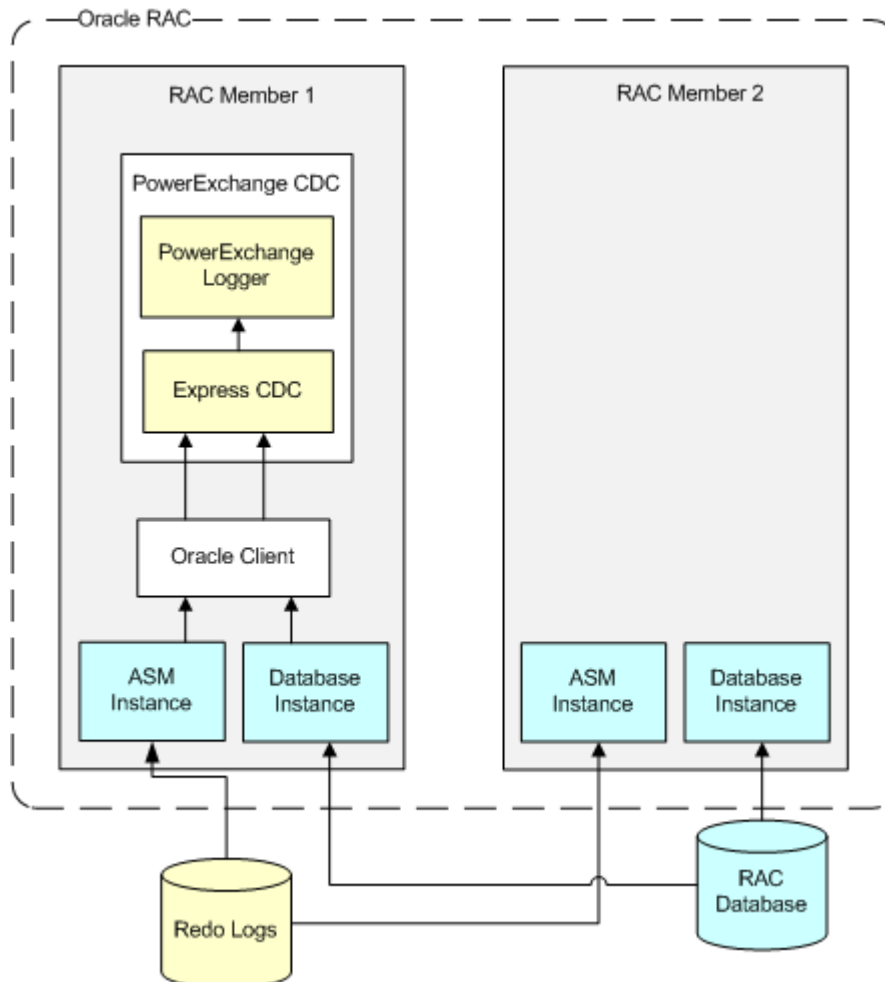 Oracle RAC
RAC Member 1
RAC Member 2
PowerExchange CDC
PowerExchange
Logger
Express CDC
Oracle Client
ASM
Instance
Database
Instance
ASM
Instance
Database
Instance
Redo Logs
RAC
Database